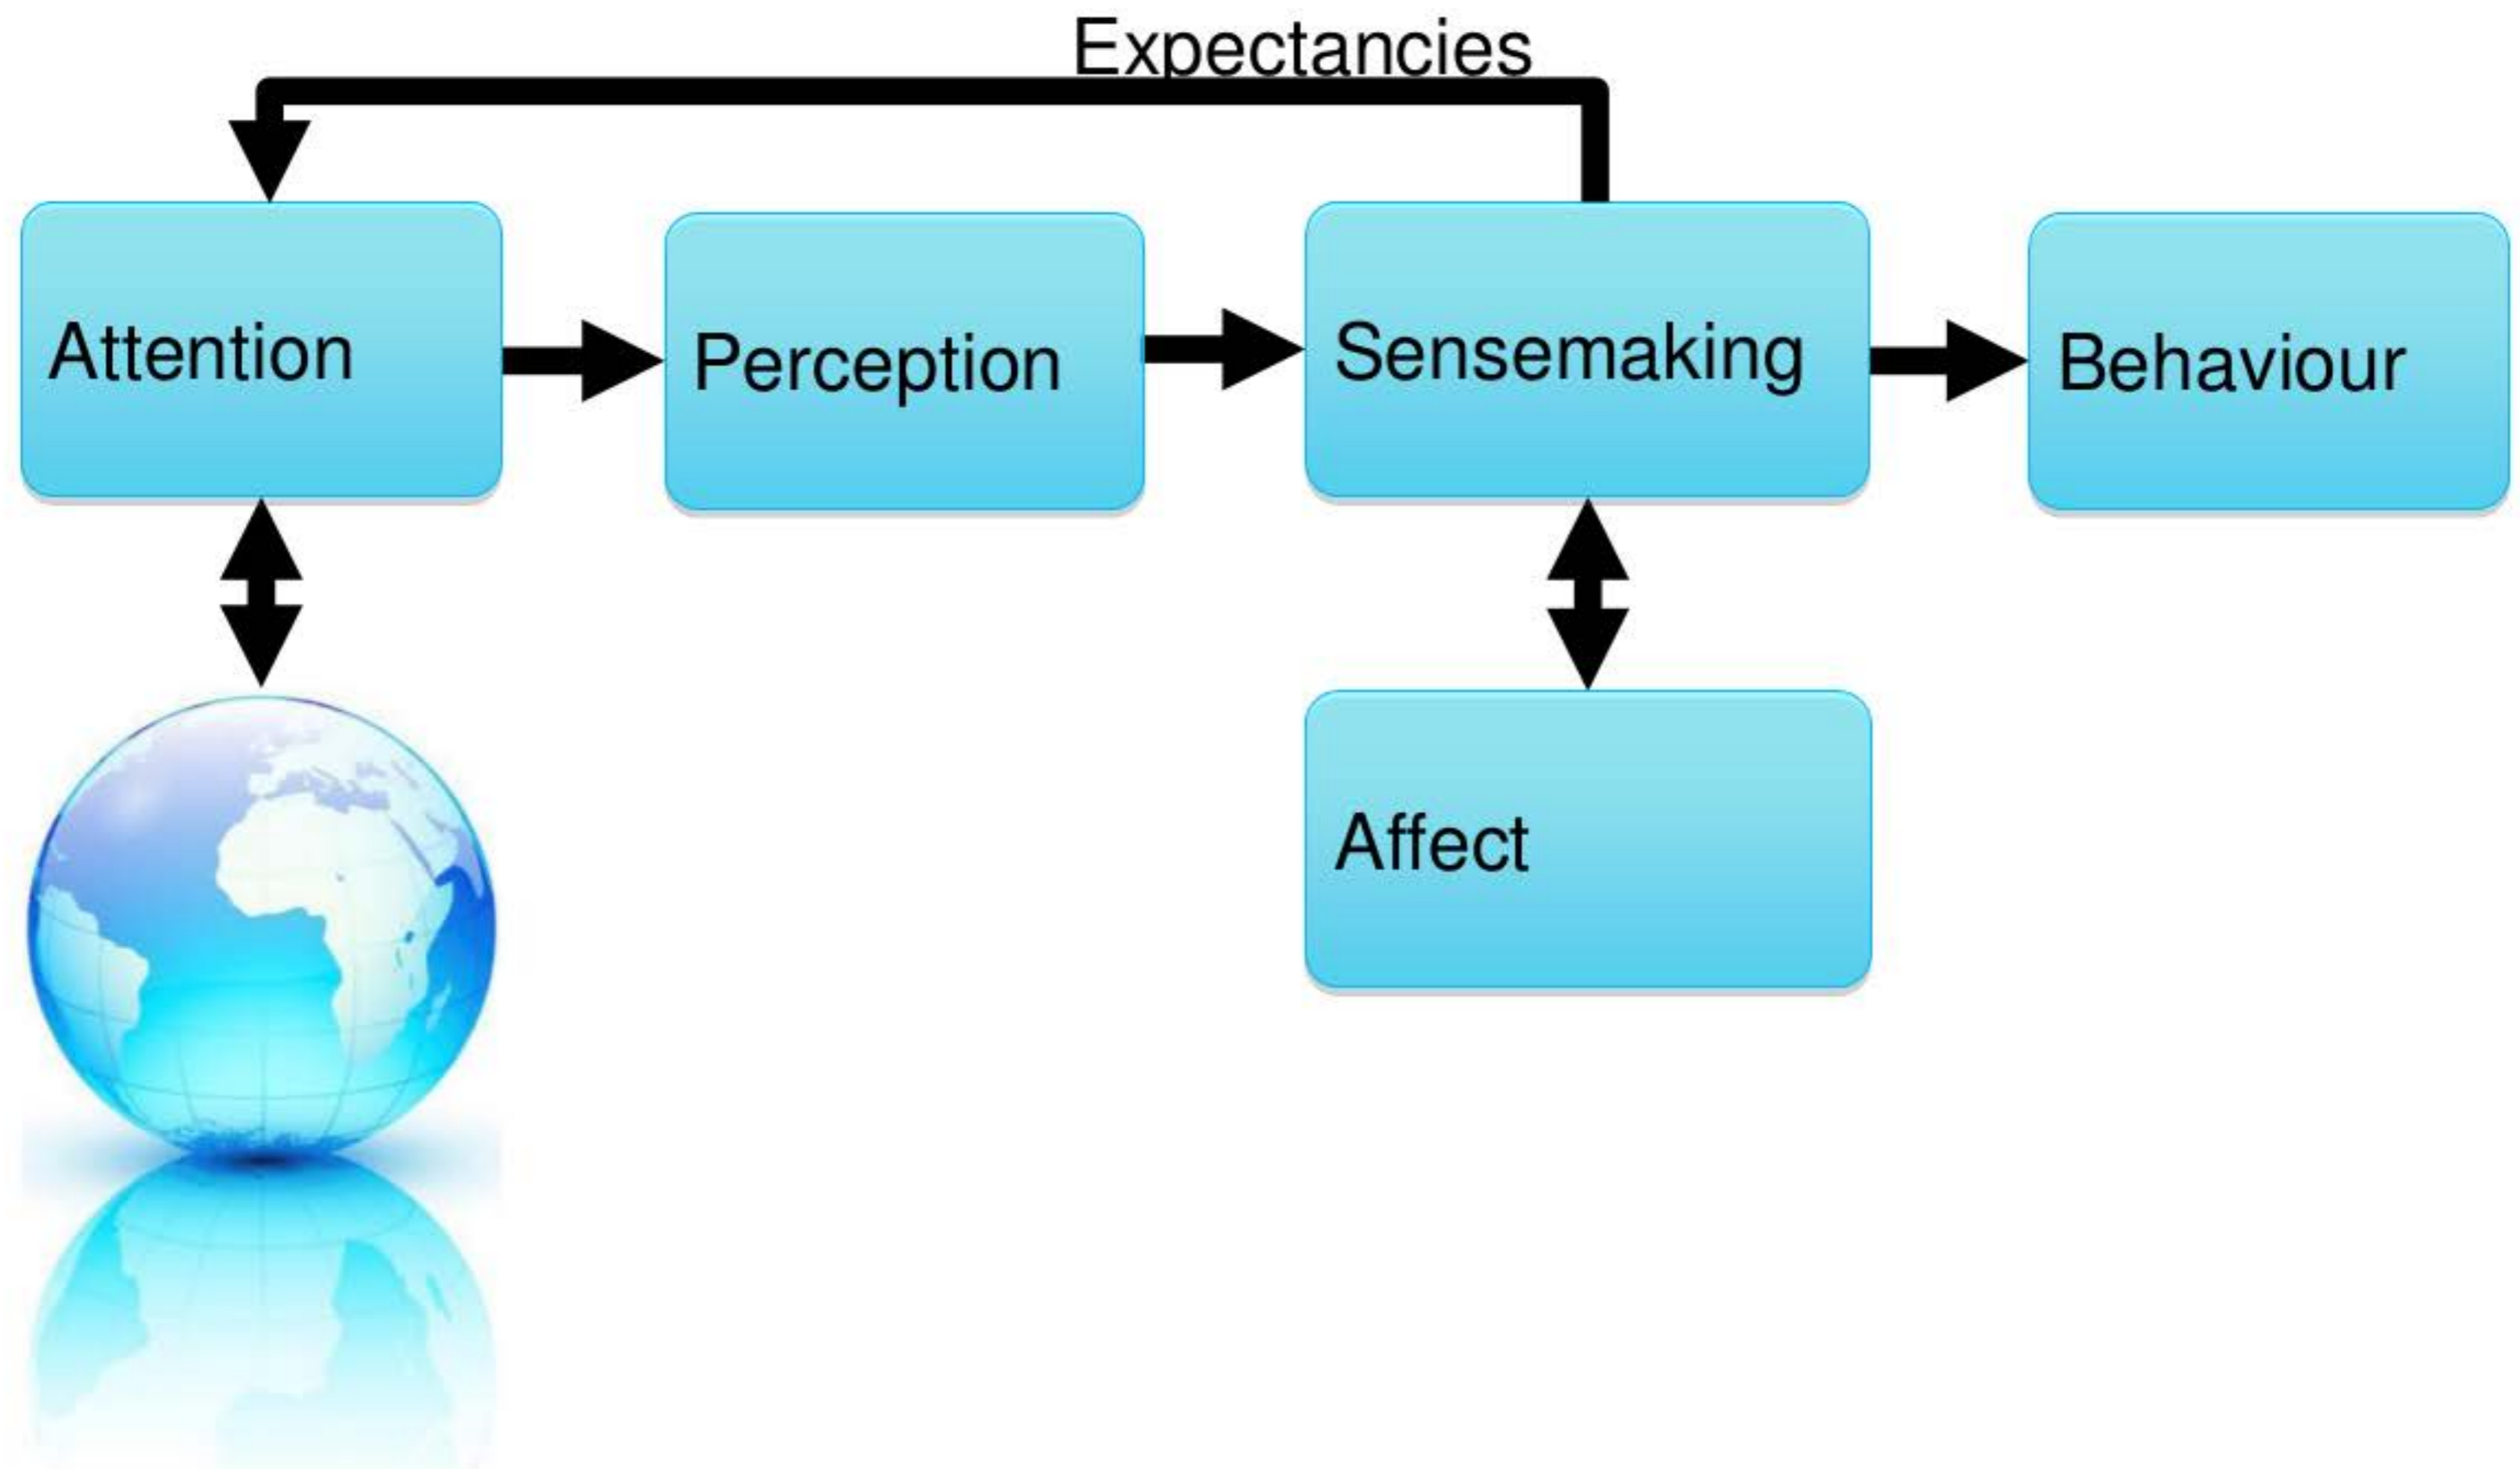 Expectancies
Attention
Perception
Sensemaking
Behaviour
Affect